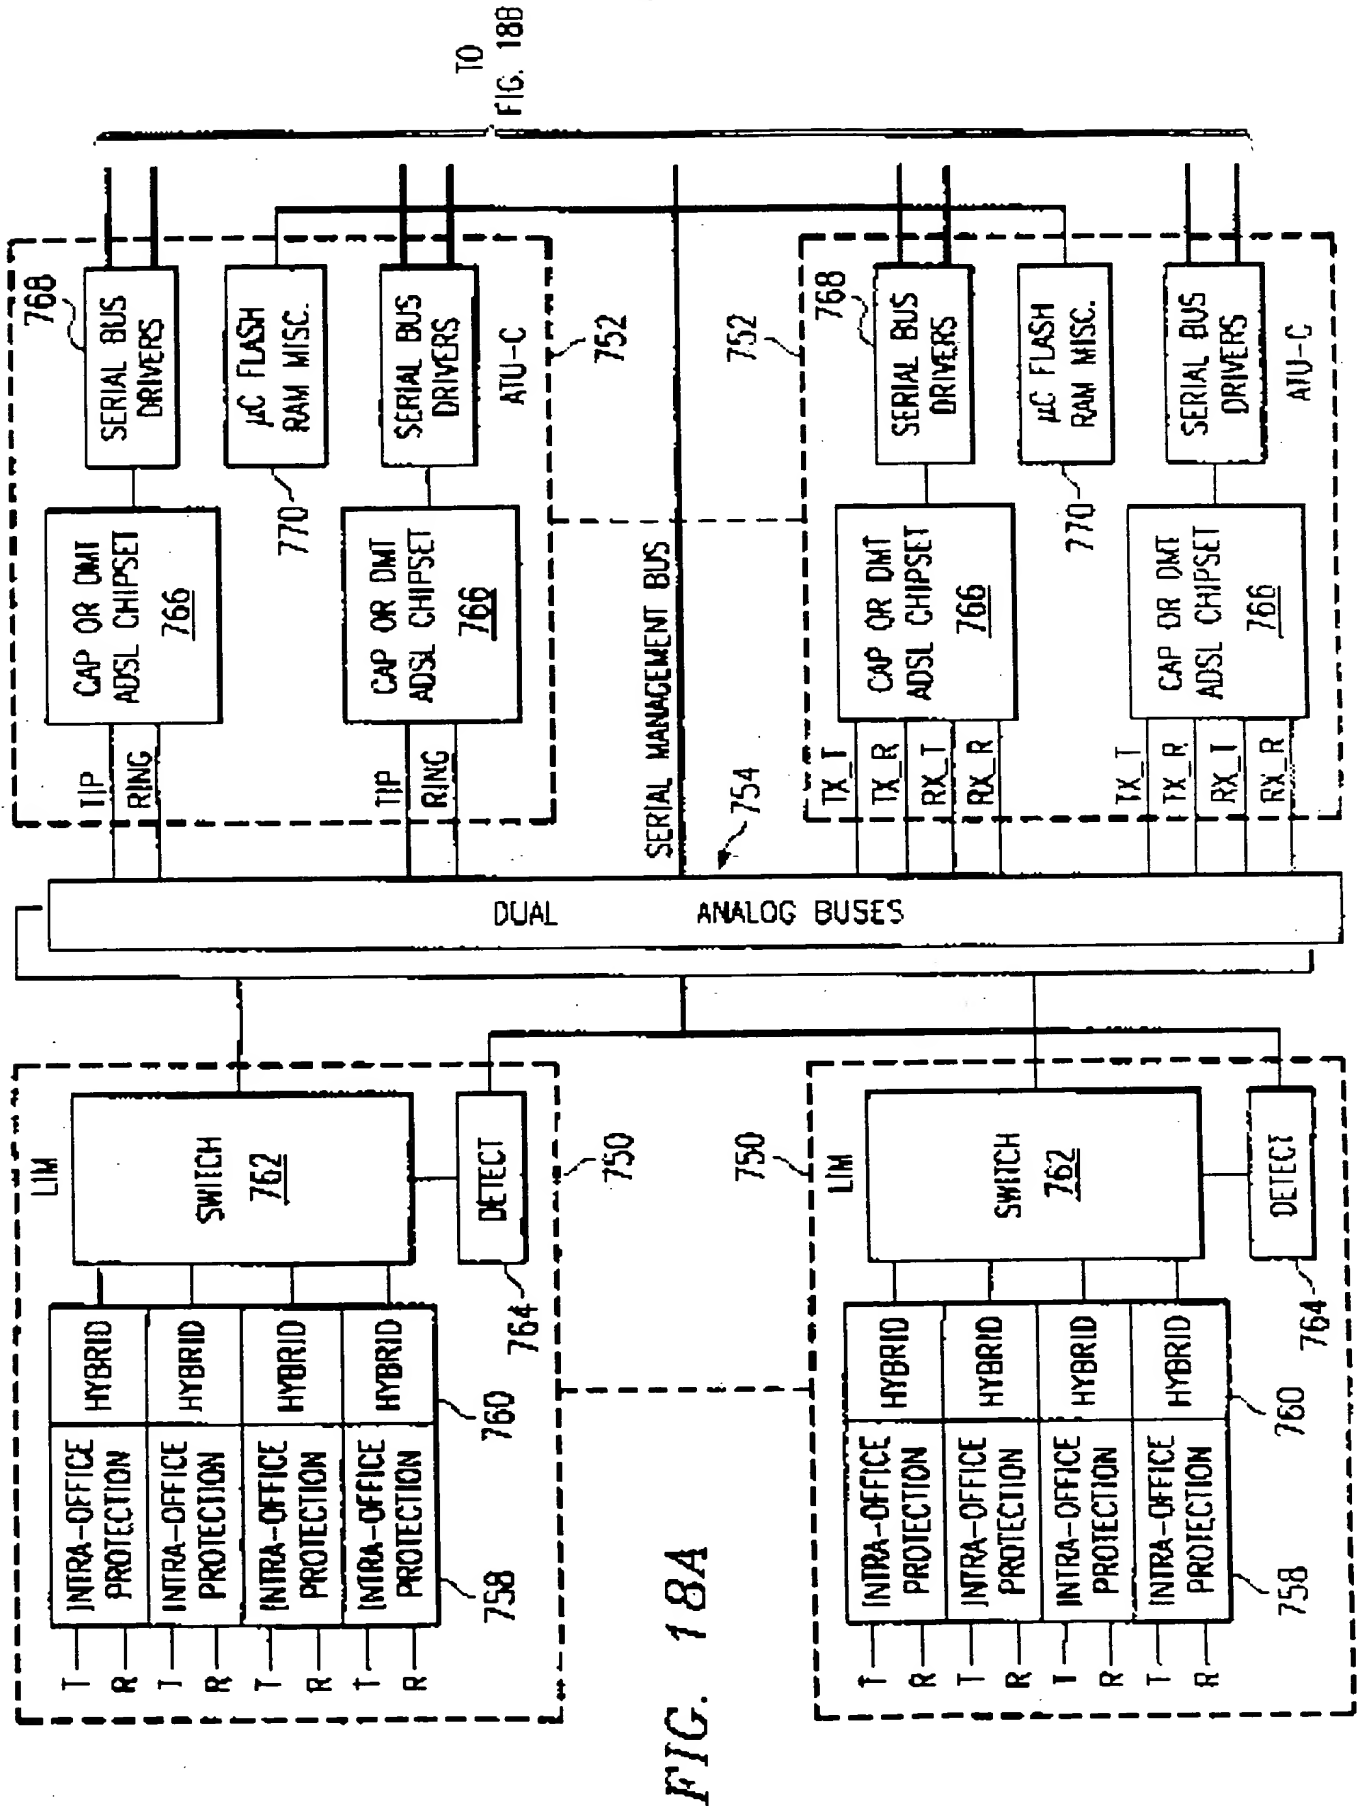 TO
FIG. 18B
768
SERIAL BUS
DRIVERS
µC FLASH
RAM MISC.
SERIAL BUS
DRIVERS
ATU-C
752
CAP OR DMT
ADSL CHIPSET
766
770
CAP OR DMT
ADSL CHIPSET
766
TIP
RING
TIP
RING
SERIAL MANAGEMENT BUS
754
752
768
SERIAL BUS
DRIVERS
µC FLASH
RAM MISC.
SERIAL BUS
DRIVERS
ATU-C
CAP OR DMT
ADSL CHIPSET
766
770
CAP OR DMT
ADSL CHIPSET
766
TX_T
TX_R
RX_T
RX_R
TX_T
TX_R
RX_T
RX_R
DUAL ANALOG BUSES
LIM
SWITCH
762
DETECT
750
764
HYBRID
HYBRID
HYBRID
HYBRID
760
INTRA-OFFICE
PROTECTION
INTRA-OFFICE
PROTECTION
INTRA-OFFICE
PROTECTION
INTRA-OFFICE
PROTECTION
758
T
R
T
R
T
R
T
R
750
LIM
SWITCH
762
DETECT
764
HYBRID
HYBRID
HYBRID
HYBRID
760
INTRA-OFFICE
PROTECTION
INTRA-OFFICE
PROTECTION
INTRA-OFFICE
PROTECTION
INTRA-OFFICE
PROTECTION
758
T
R
T
R
T
R
T
R
FIG. 18A